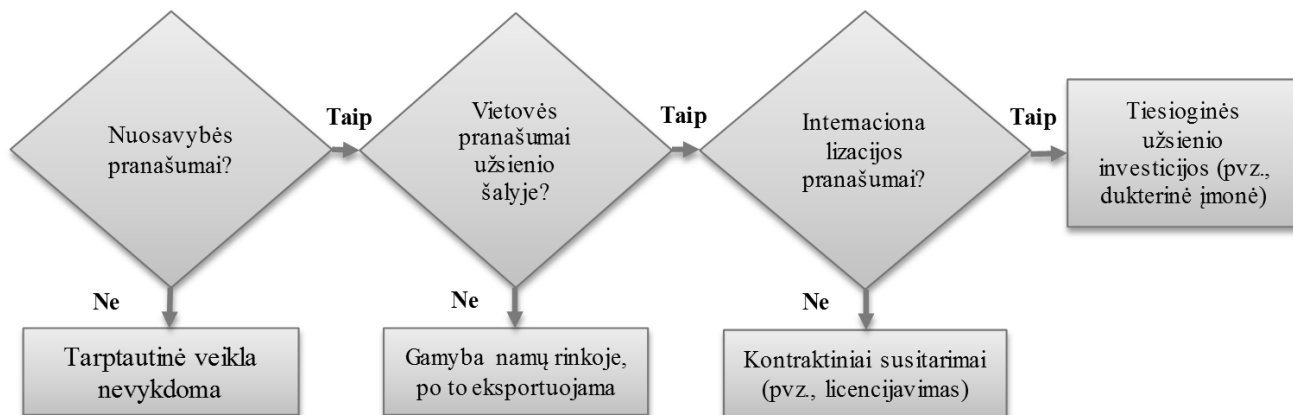 Nuosavybės
pranašumai?
Taip
Vietovės
pranašumai
užsienio
šalyje?
Taip
Internaciona
lizacijos
pranašumai?
Taip
Tiesioginės
užsienio
investicijos (pvz.,
dukterinė įmonė)
Ne
Tarptautinė veikla
nevykdoma
Ne
Gamyba namų rinkoje,
po to eksportuojama
Ne
Kontraktiniai susitarimai
(pvz., licencijavimas)